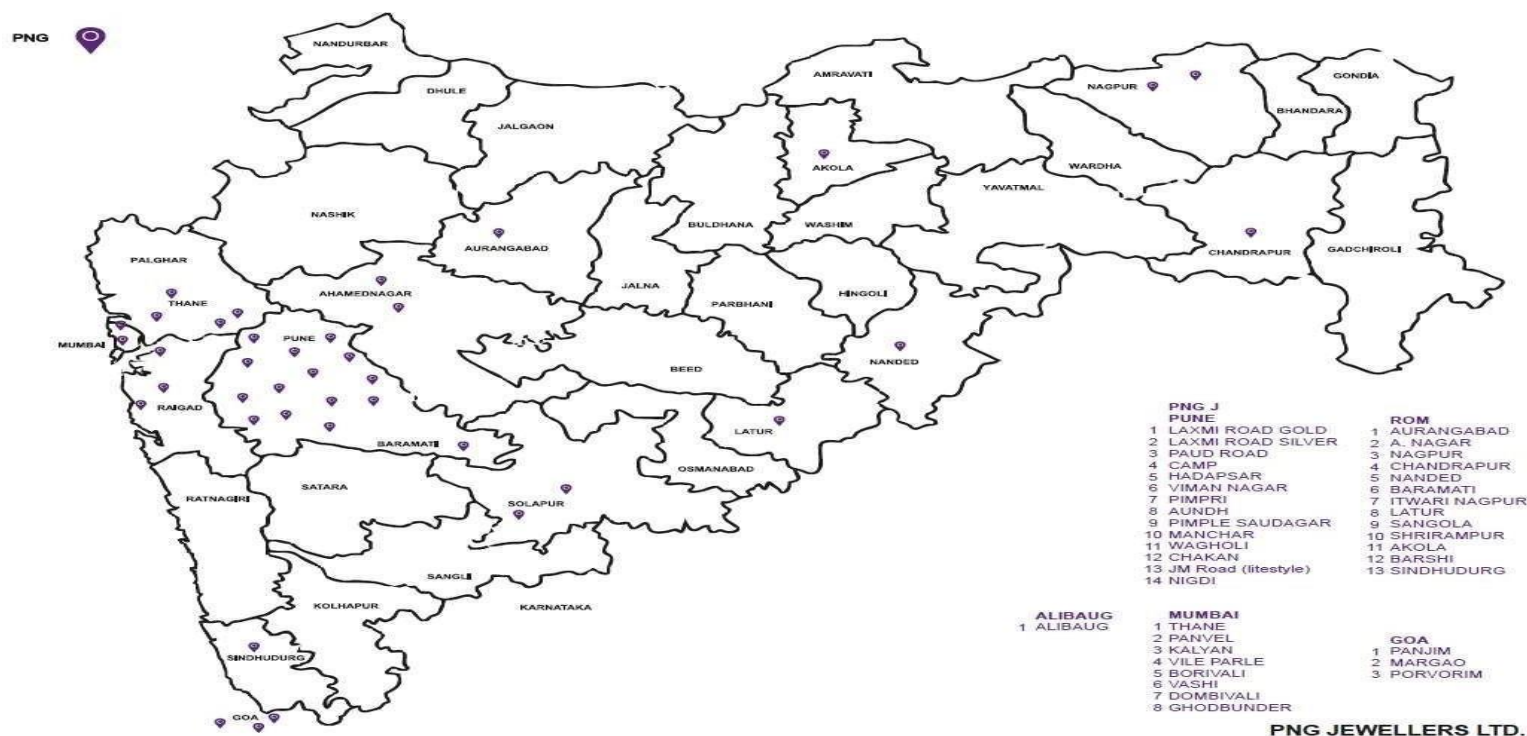 PNG
NANDURBAR
DHULE
JALGAON
AMRAVATI
NAGPUR
GONDIA
BHANDARA
AKOLA
WARDHA
YAVATMAL
NASHIK
BULDHANA
WASHIM
AURANGABAD
CHANDRAPUR
GADCHIROLI
PALGHAR
THANE
AHAMEDNAGAR
JALNA
PARBHANI
HINGOLI
MUMBAI
PUNE
NANDED
BEED
RAIGAD
LATUR
BARAMATI
OSMANABAD
RATNAGIRI
SATARA
SOLAPUR
SANGLI
KOLHAPUR
KARNATAKA
SINDHUDURG
GOA
PNG J
PUNE
1 LAXMI ROAD GOLD
2 LAXMI ROAD SILVER
3 PAUD ROAD
4 CAMP
5 HADAPSAR
6 VIMAN NAGAR
7 PIMPRI
8 AUNDH
9 PIMPLE SAUDAGAR
10 MANCHAR
11 WAGHOLI
12 CHAKAN
13 JM Road (litestyle)
14 NIGDI
ROM
1 AURANGABAD
2 A. NAGAR
3 NAGPUR
4 CHANDRAPUR
5 NANDED
6 BARAMATI
7 ITWARI NAGPUR
8 LATUR
9 SANGOLA
10 SHRIRAMPUR
11 AKOLA
12 BARSHI
13 SINDHUDURG
ALIBAUG
1 ALIBAUG
MUMBAI
1 THANE
2 PANVEL
3 KALYAN
4 VILE PARLE
5 BORIVALI
6 VASHI
7 DOMBIVALI
8 GHODBUNDER
GOA
1 PANJIM
2 MARGAO
3 PORVORIM
PNG JEWELLERS LTD.